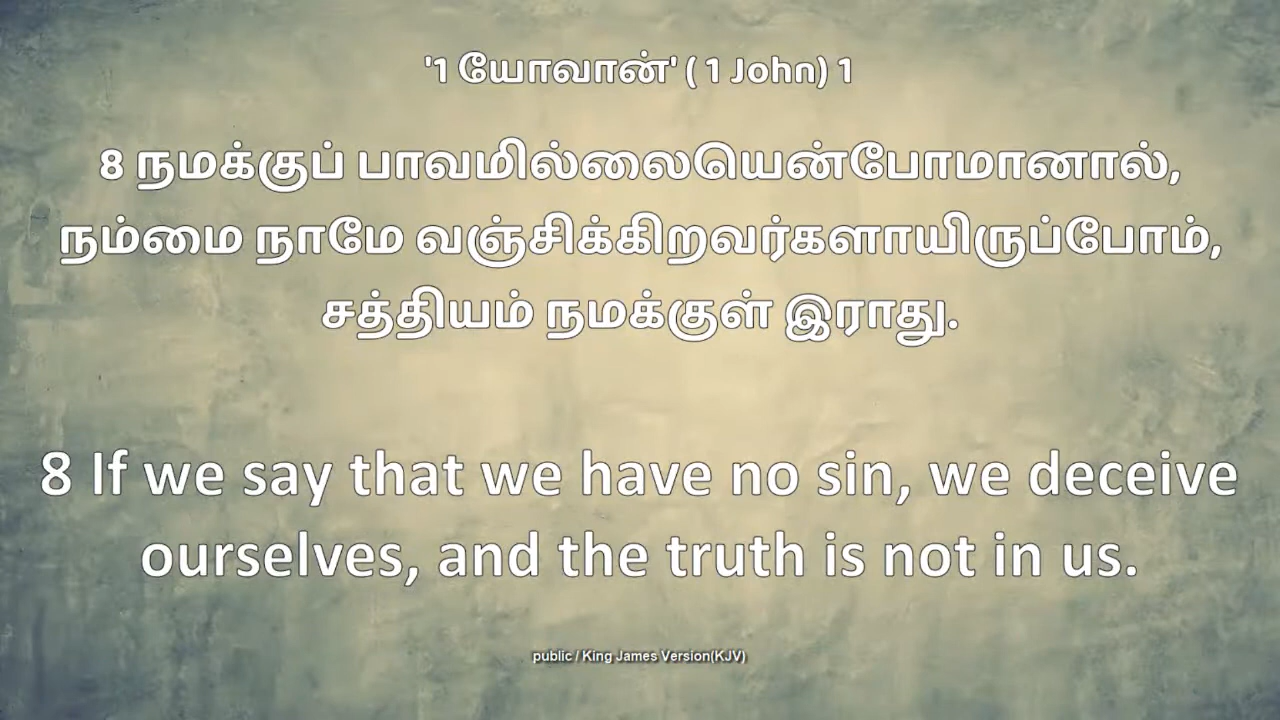 '1 யோவான்' ( 1 John) 1
8 நமக்குப் பாவமில்லையென்போமானால்,
நம்மை நாமே வஞ்சிக்கிறவர்களாயிருப்போம்,
சத்தியம் நமக்குள் இராது.
8 If we say that we have no sin, we deceive
ourselves, and the truth is not in us.
public / King James Version(KJV)